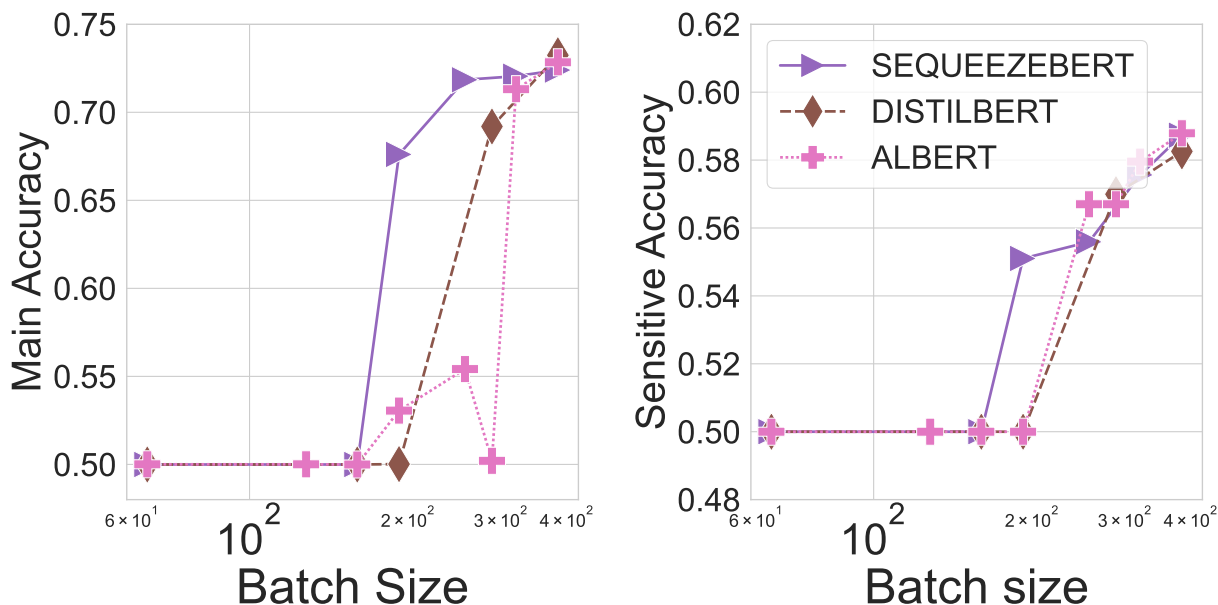 Main Accuracy
0.75
0.70
0.65
0.60
0.55
0.50
6 × 10¹
10²
2 × 10²
3 × 10²
4 × 10²
Batch Size
Sensitive Accuracy
0.62
0.60
0.58
0.56
0.54
0.52
0.50
0.48
SEQUEEZEBERT
DISTILBERT
ALBERT
6 × 10¹
10²
2 × 10²
3 × 10²
4 × 10²
Batch size